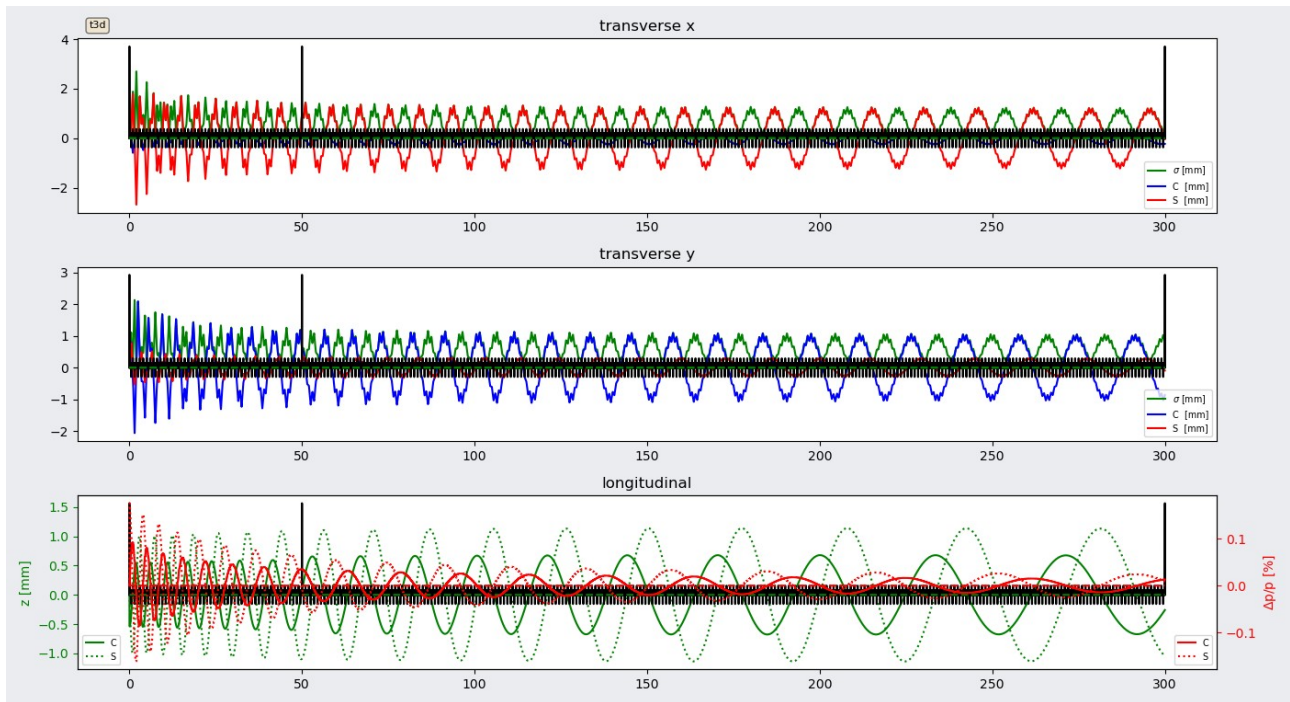 t3d
transverse x
4
2
0
−2
σ [mm]
C [mm]
S [mm]
0 50 100 150 200 250 300
transverse y
3
2
1
0
−1
−2
σ [mm]
C [mm]
S [mm]
0 50 100 150 200 250 300
longitudinal
z [mm]
1.5
1.0
0.5
0.0
−0.5
−1.0
C
S
0.1
0.0
−0.1
Δp/p [%]
C
S
0 50 100 150 200 250 300